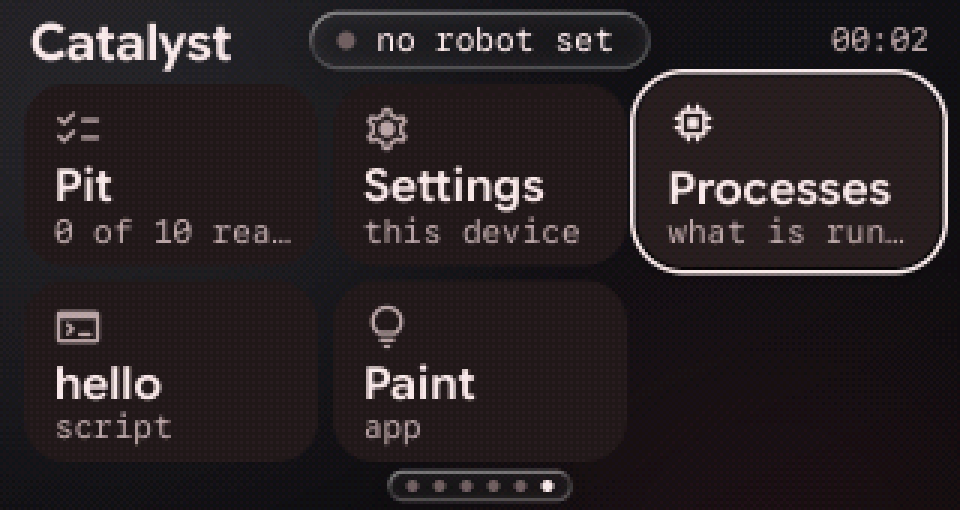 Catalyst
no robot set
00:02
Pit
0 of 10 rea…
Settings
this device
Processes
what is run…
hello
script
Paint
app